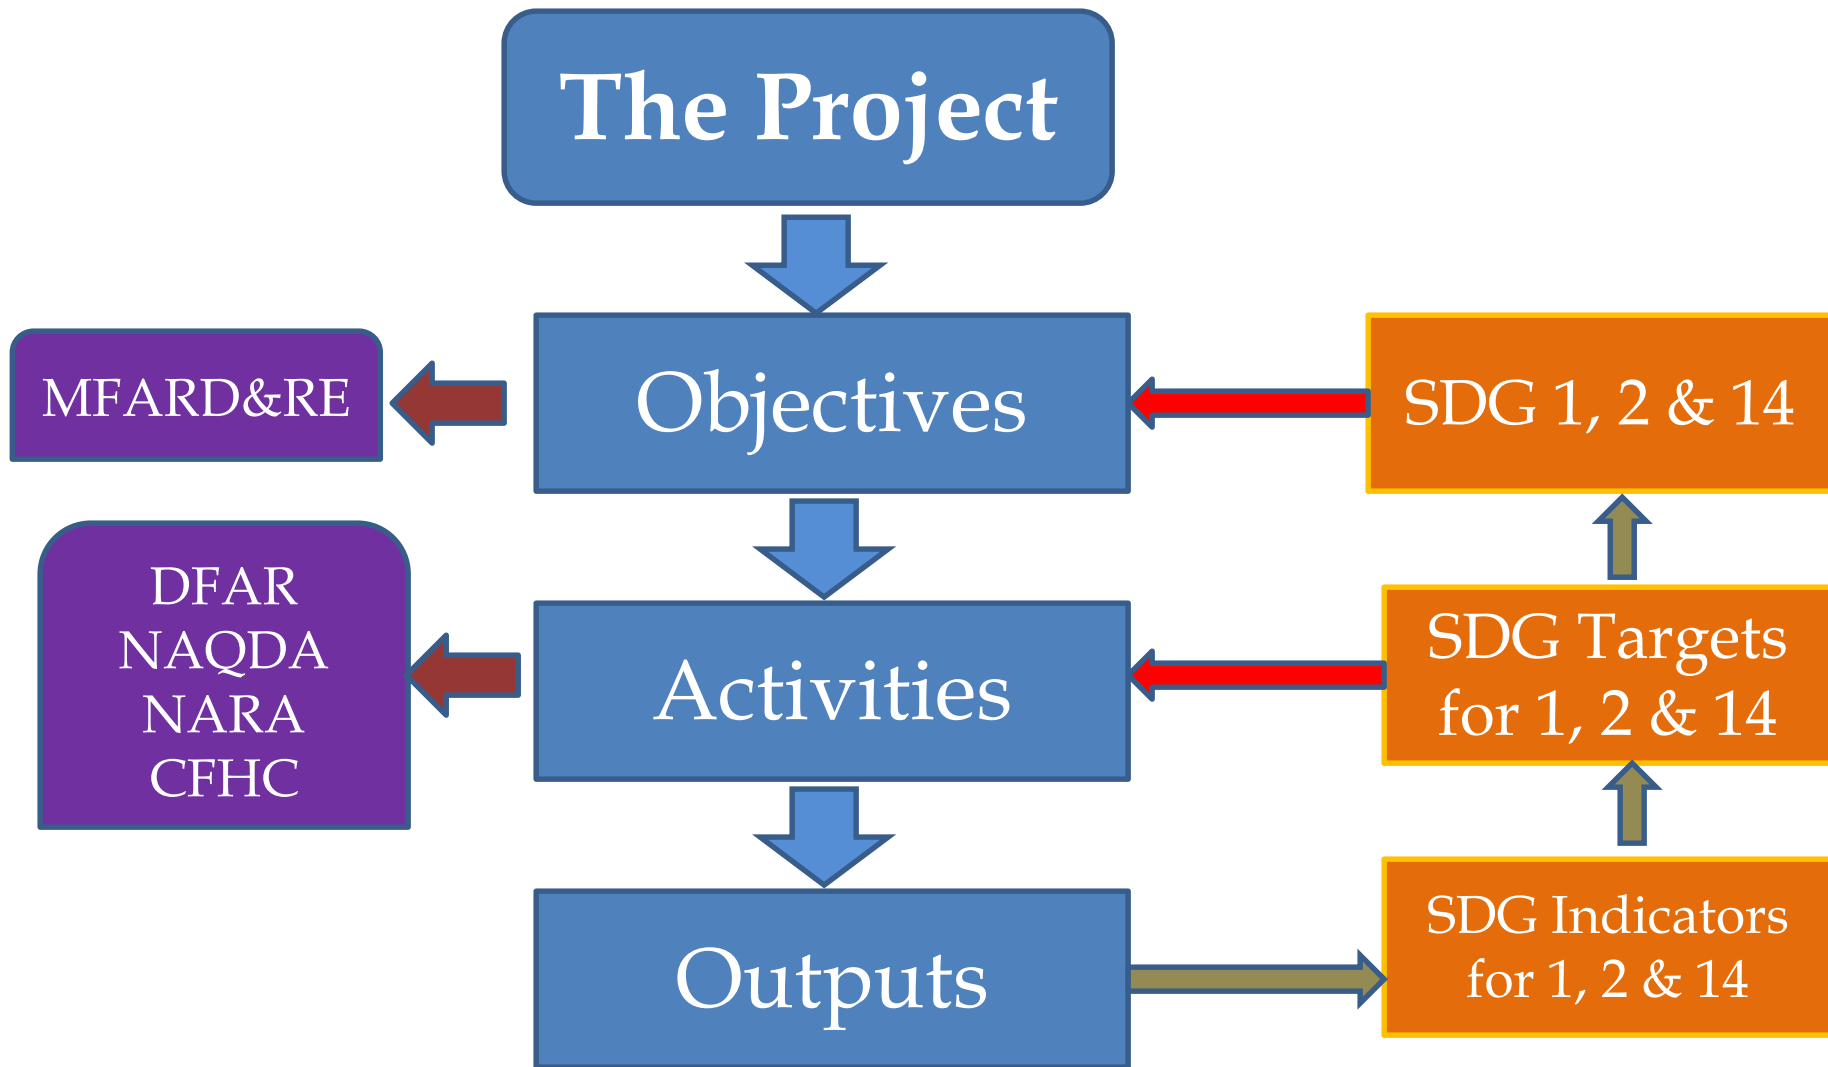 The Project
MFARD&RE
Objectives
SDG 1, 2 & 14
DFAR
NAQDA
NARA
CFHC
Activities
SDG Targets
for 1, 2 & 14
Outputs
SDG Indicators
for 1, 2 & 14